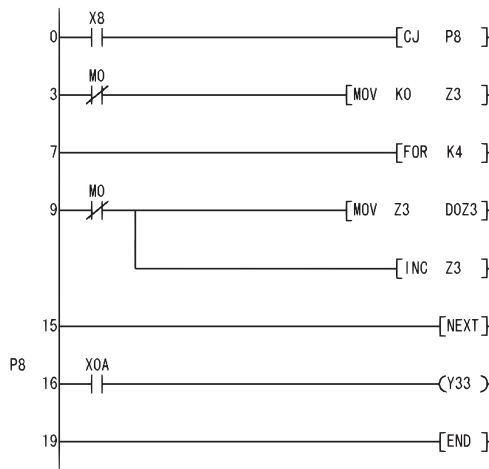 X8
0 [CJ P8 ]
M0
3 [MOV K0 Z3 ]
7 [FOR K4 ]
M0
9 [MOV Z3 D0Z3 ]
[INC Z3 ]
15 [NEXT ]
P8 X0A
16 (Y33 )
19 [END ]